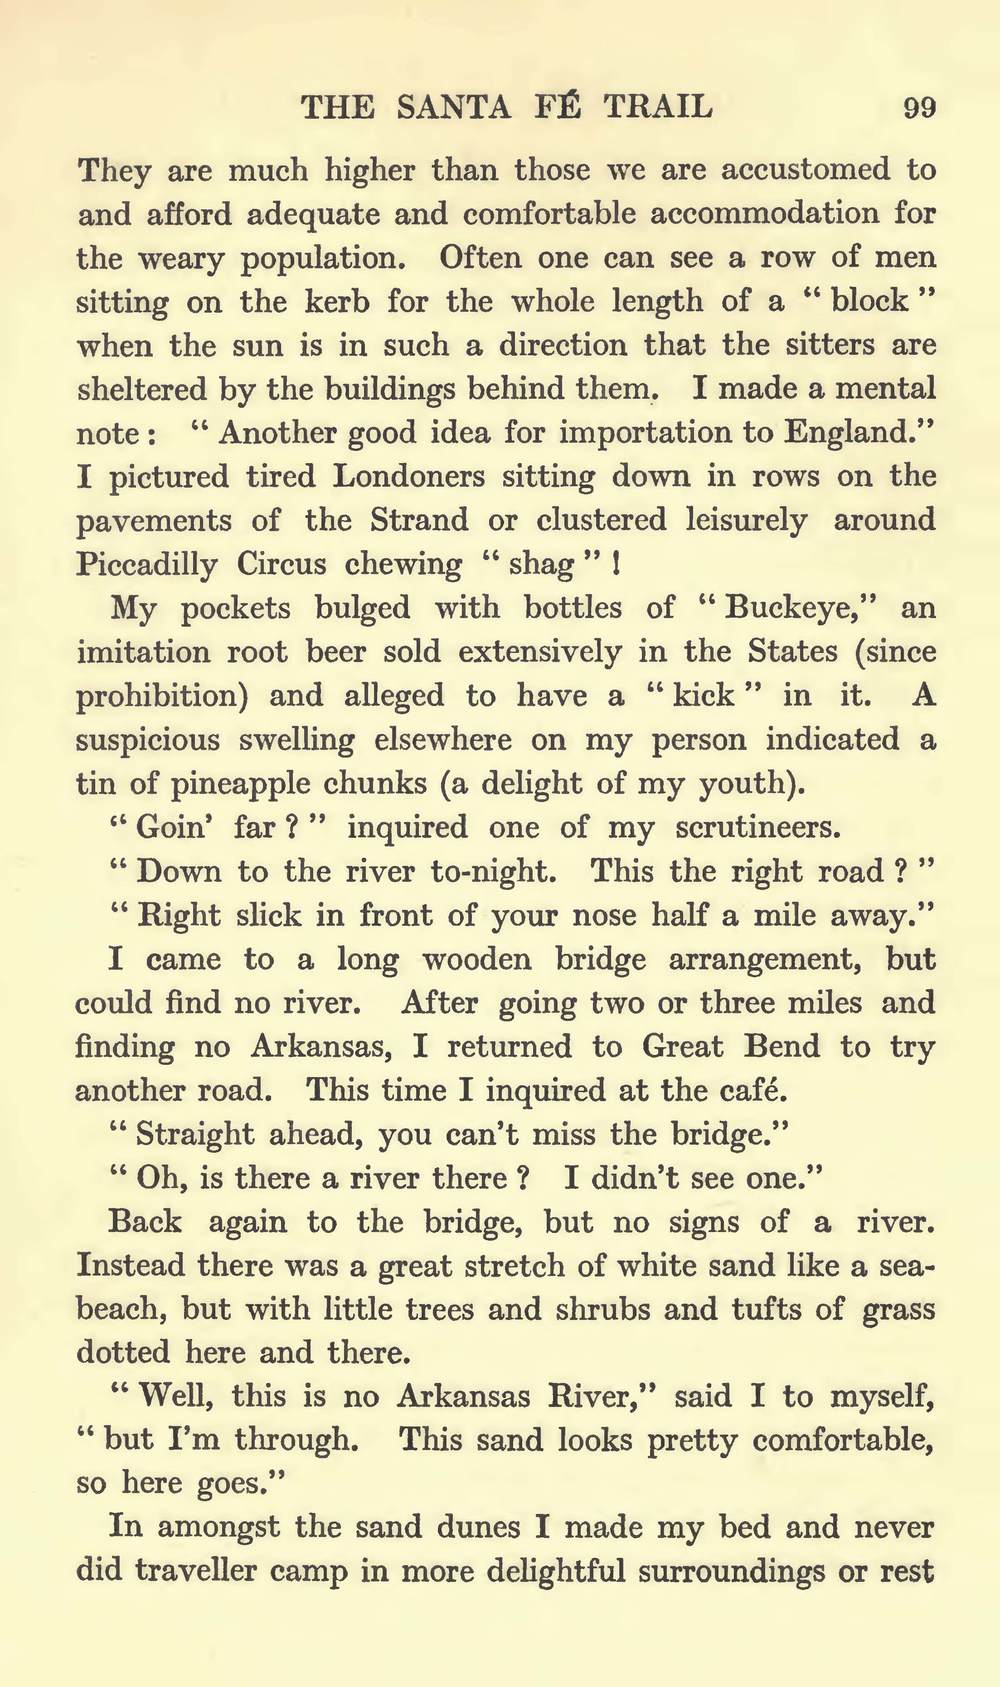 THE SANTA FÉ TRAIL 99
They are much higher than those we are accustomed to
and afford adequate and comfortable accommodation for
the weary population. Often one can see a row of men
sitting on the kerb for the whole length of a “ block ”
when the sun is in such a direction that the sitters are
sheltered by the buildings behind them. I made a mental
note : “ Another good idea for importation to England.”
I pictured tired Londoners sitting down in rows on the
pavements of the Strand or clustered leisurely around
Piccadilly Circus chewing “ shag ” !
My pockets bulged with bottles of “ Buckeye,” an
imitation root beer sold extensively in the States (since
prohibition) and alleged to have a “ kick ” in it. A
suspicious swelling elsewhere on my person indicated a
tin of pineapple chunks (a delight of my youth).
“ Goin’ far ? ” inquired one of my scrutineers.
“ Down to the river to-night. This the right road ? ”
“ Right slick in front of your nose half a mile away.”
I came to a long wooden bridge arrangement, but
could find no river. After going two or three miles and
finding no Arkansas, I returned to Great Bend to try
another road. This time I inquired at the café.
“ Straight ahead, you can’t miss the bridge.”
“ Oh, is there a river there ? I didn’t see one.”
Back again to the bridge, but no signs of a river.
Instead there was a great stretch of white sand like a sea-
beach, but with little trees and shrubs and tufts of grass
dotted here and there.
“ Well, this is no Arkansas River,” said I to myself,
“ but I’m through. This sand looks pretty comfortable,
so here goes.”
In amongst the sand dunes I made my bed and never
did traveller camp in more delightful surroundings or rest